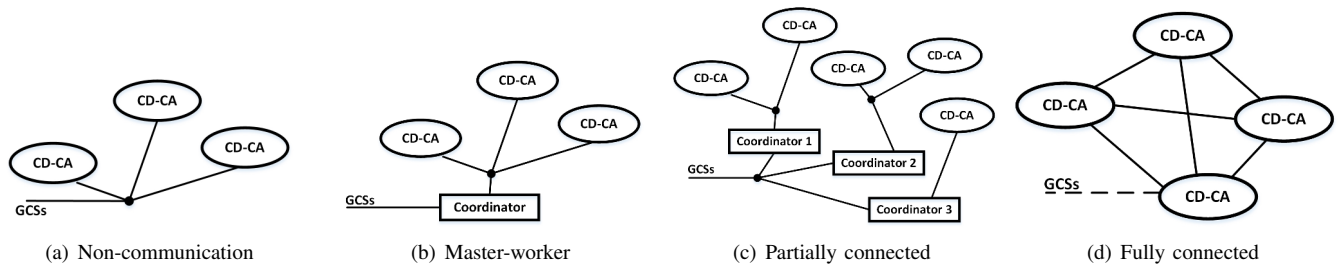 CD-CA
CD-CA
CD-CA
GCSs
(a) Non-communication
CD-CA
CD-CA
CD-CA
GCSs
Coordinator
(b) Master-worker
CD-CA
CD-CA
CD-CA
CD-CA
CD-CA
Coordinator 1
Coordinator 2
GCSs
Coordinator 3
(c) Partially connected
CD-CA
CD-CA
CD-CA
GCSs
CD-CA
(d) Fully connected